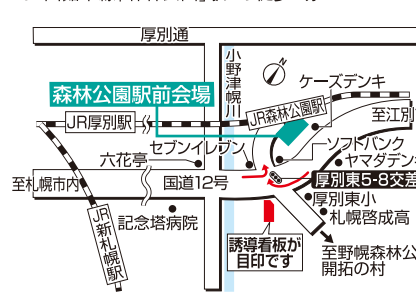 厚別通
小野津幌川
ケーズデンキ
森林公園駅前会場
JR森林公園駅
至江別
JR厚別駅
ソフトバンク
セブンイレブン
ヤマダデン
六花亭
至札幌市内
国道12号
厚別東5-8交差
厚別東小
札幌啓成高
JR新札幌駅
記念塔病院
誘導看板が
目印です
至野幌森林公
開拓の村